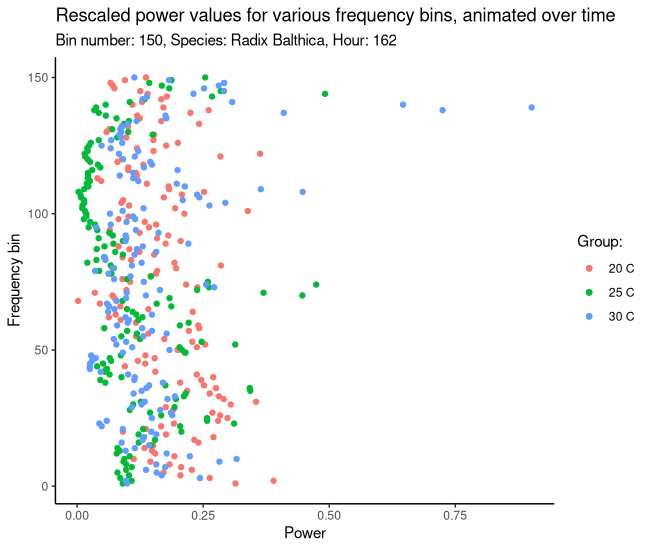 Rescaled power values for various frequency bins, animated over time
Bin number: 150, Species: Radix Balthica, Hour: 162
150
100
50
0
Frequency bin
0.00 0.25 0.50 0.75
Power
Group:
20 C
25 C
30 C